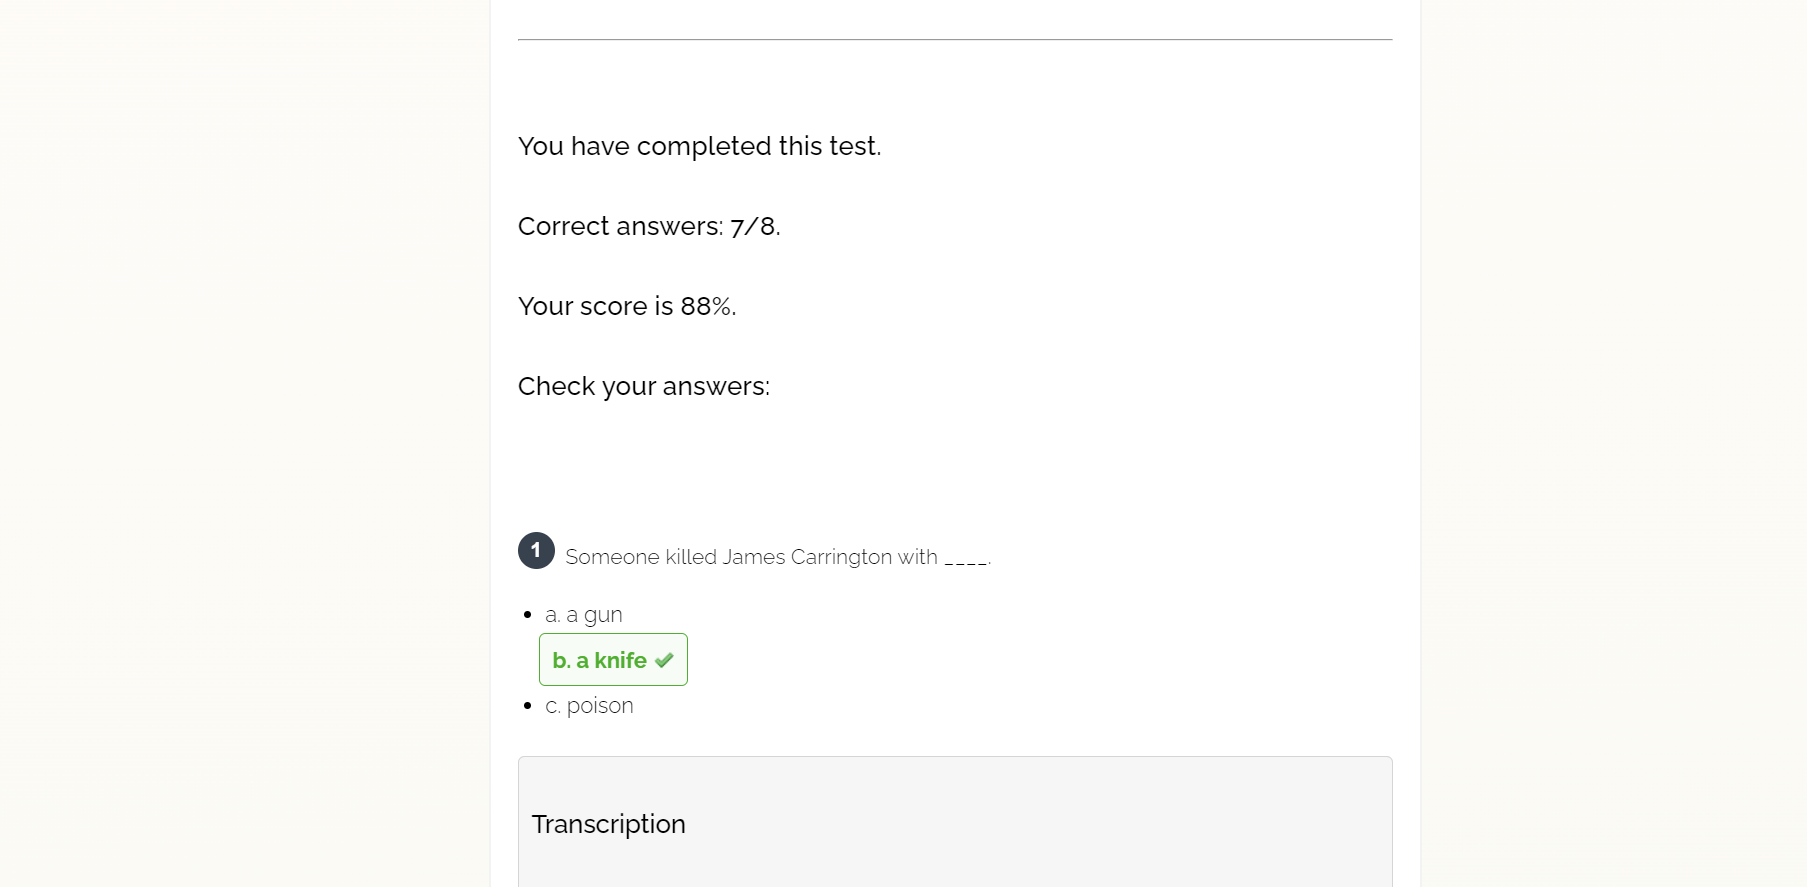 You have completed this test.
Correct answers: 7/8.
Your score is 88%.
Check your answers:
1 Someone killed James Carrington with ____.
a. a gun
b. a knife
c. poison
Transcription